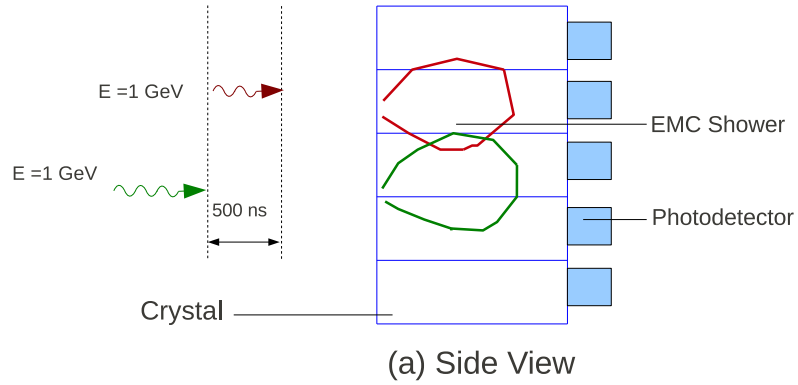 E =1 GeV
EMC Shower
E =1 GeV
500 ns
Photodetector
Crystal
(a) Side View